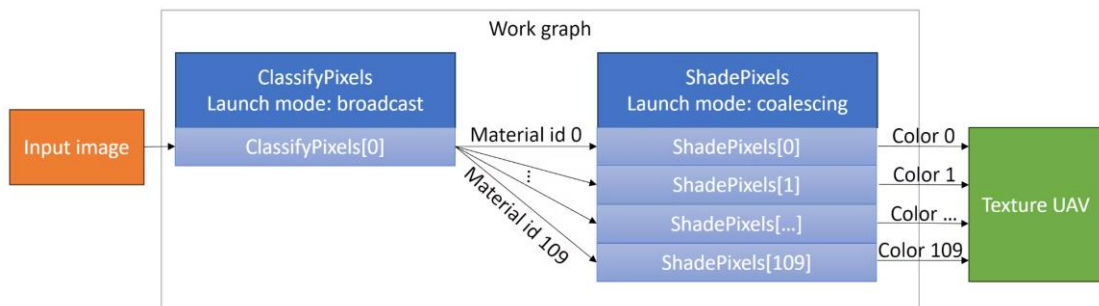 Work graph
ClassifyPixels
Launch mode: broadcast
ClassifyPixels[0]
ShadePixels
Launch mode: coalescing
ShadePixels[0]
ShadePixels[1]
ShadePixels[...]
ShadePixels[109]
Input image
Material id 0
...
Material id 109
Color 0
Color 1
Color ...
Color 109
Texture UAV